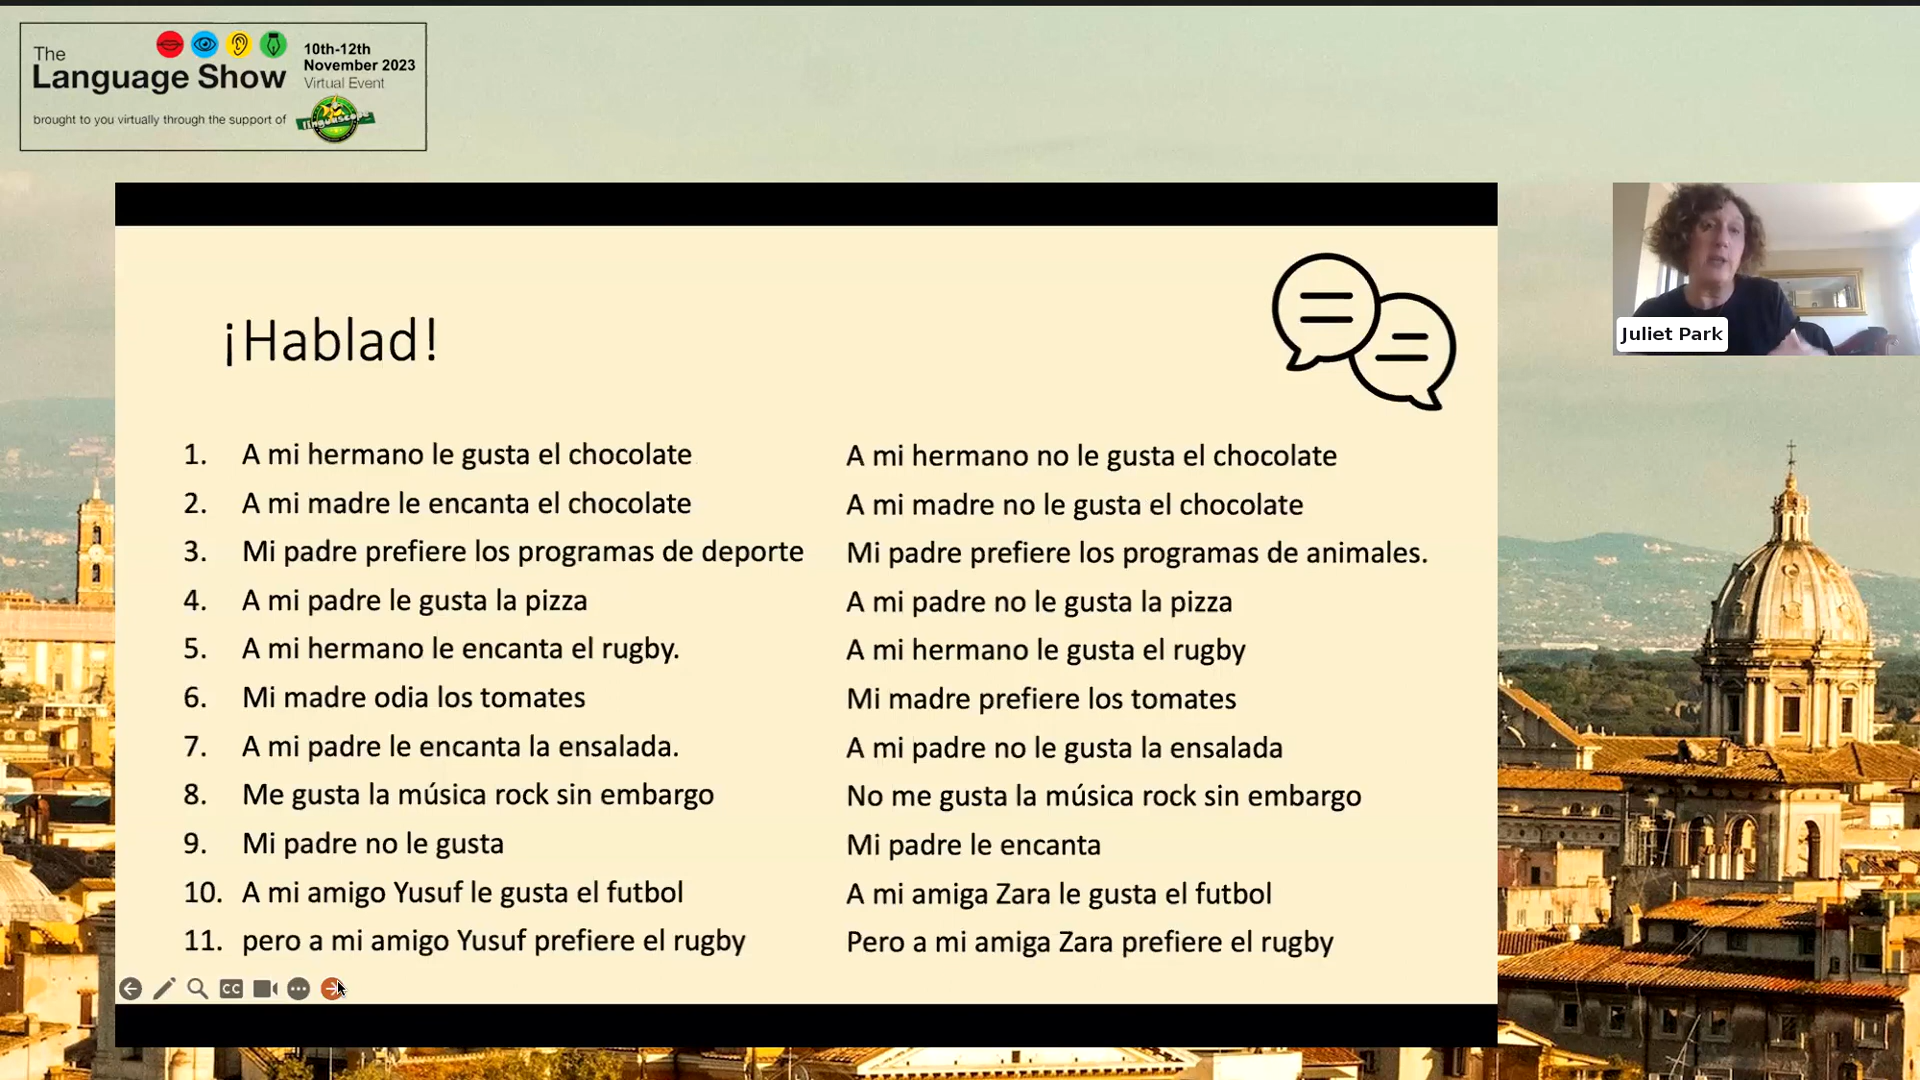 The
Language Show
10th-12th
November 2023
Virtual Event
brought to you virtually through the support of
linguascope
Juliet Park
¡Hablad!
1. A mi hermano le gusta el chocolate
2. A mi madre le encanta el chocolate
3. Mi padre prefiere los programas de deporte
4. A mi padre le gusta la pizza
5. A mi hermano le encanta el rugby.
6. Mi madre odia los tomates
7. A mi padre le encanta la ensalada.
8. Me gusta la música rock sin embargo
9. Mi padre no le gusta
10. A mi amigo Yusuf le gusta el futbol
11. pero a mi amigo Yusuf prefiere el rugby
A mi hermano no le gusta el chocolate
A mi madre no le gusta el chocolate
Mi padre prefiere los programas de animales.
A mi padre no le gusta la pizza
A mi hermano le gusta el rugby
Mi madre prefiere los tomates
A mi padre no le gusta la ensalada
No me gusta la música rock sin embargo
Mi padre le encanta
A mi amiga Zara le gusta el futbol
Pero a mi amiga Zara prefiere el rugby
CC